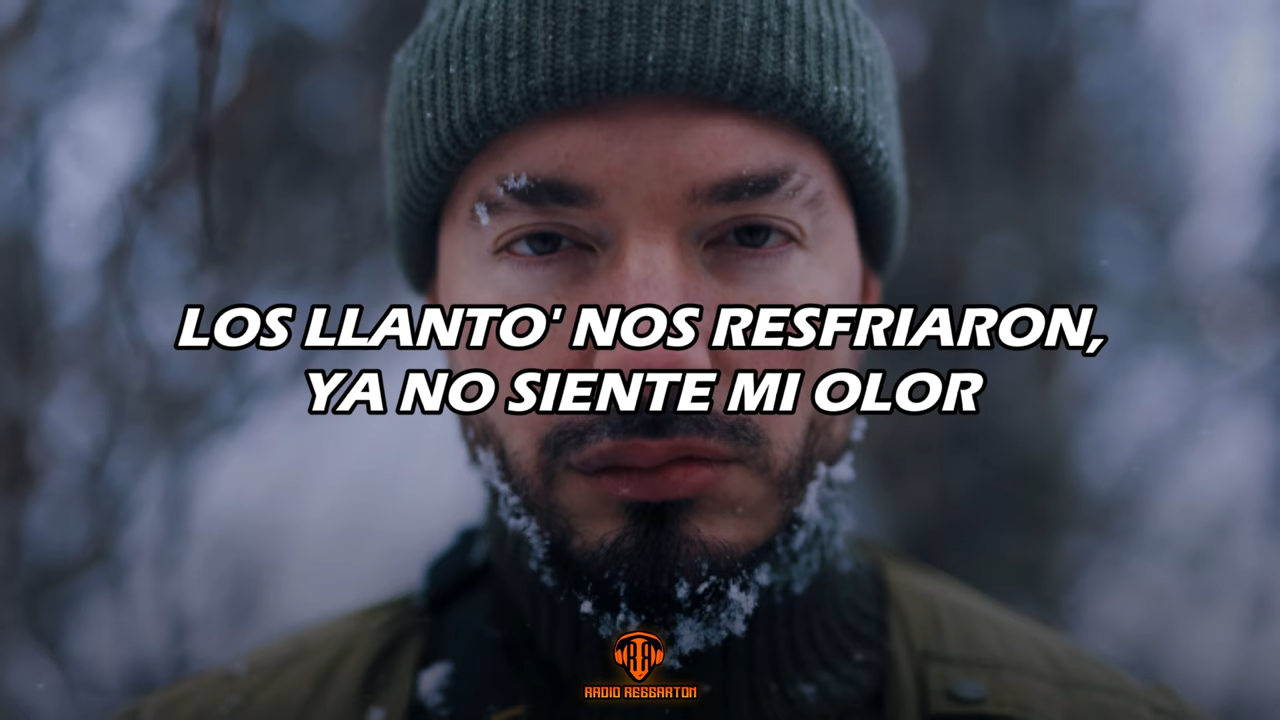 LOS LLANTO' NOS RESFRIARON,
YA NO SIENTE MI OLOR
RADIO REGGAETON